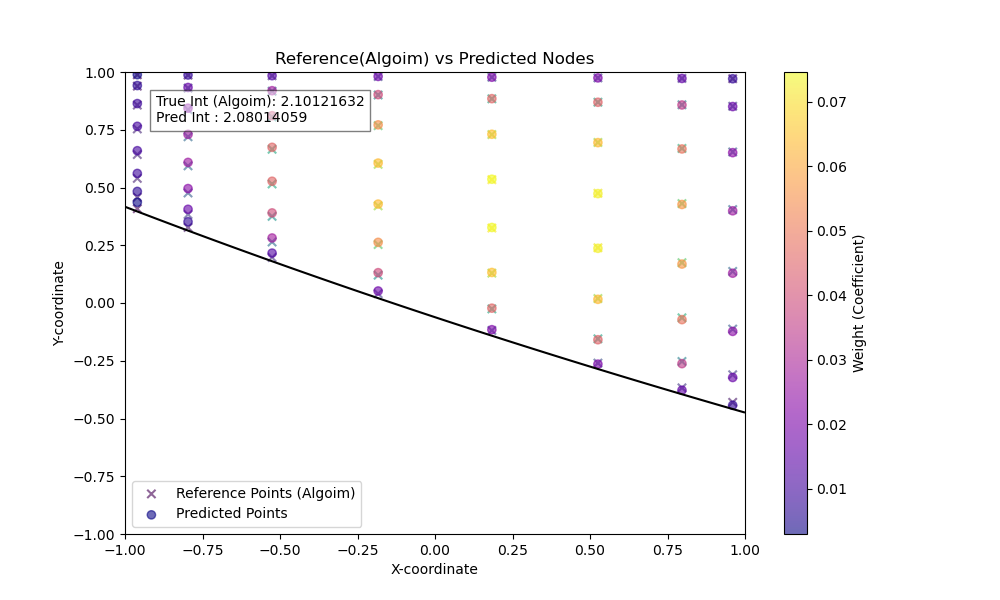 Reference(Algoim) vs Predicted Nodes
True Int (Algoim): 2.10121632
Pred Int : 2.08014059
1.00
0.75
0.50
0.25
0.00
−0.25
−0.50
−0.75
−1.00
Y-coordinate
Reference Points (Algoim)
Predicted Points
−1.00 −0.75 −0.50 −0.25 0.00 0.25 0.50 0.75 1.00
X-coordinate
0.07
0.06
0.05
0.04
0.03
0.02
0.01
Weight (Coefficient)